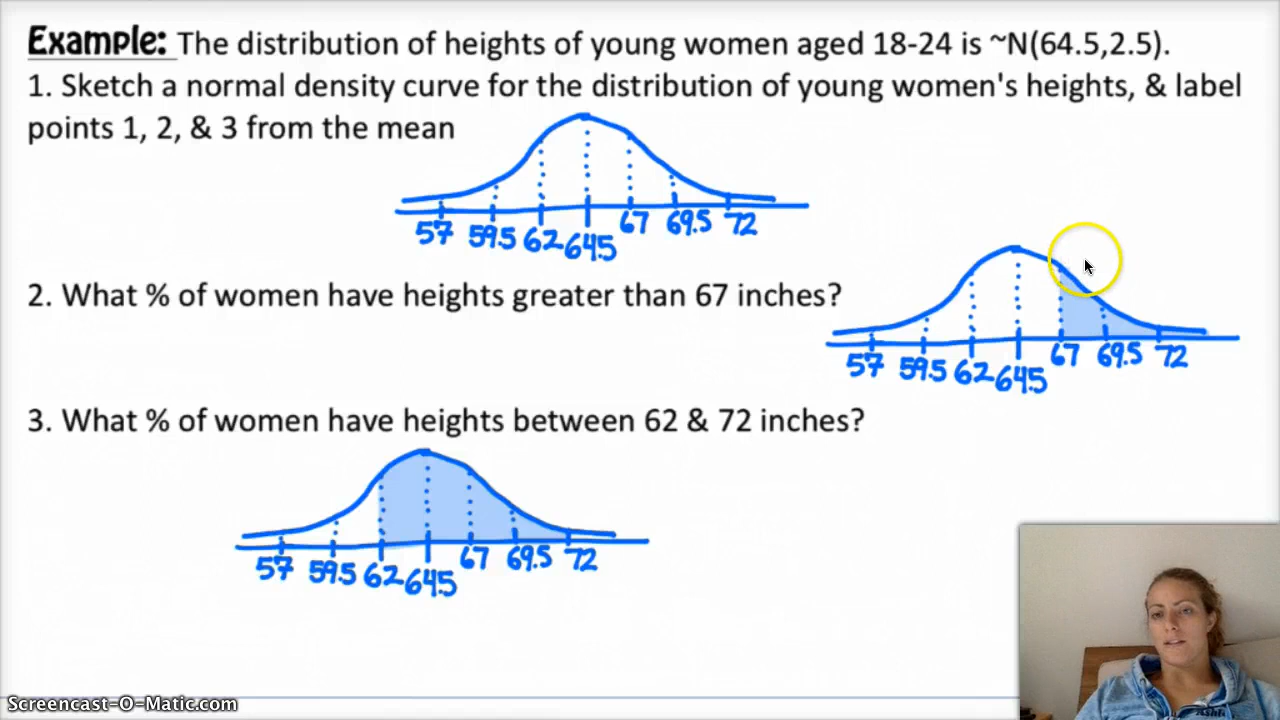 Example: The distribution of heights of young women aged 18-24 is ~N(64.5,2.5).
1. Sketch a normal density curve for the distribution of young women's heights, & label
points 1, 2, & 3 from the mean
57 59.5 62 64.5 67 69.5 72
2. What % of women have heights greater than 67 inches?
57 59.5 62 64.5 67 69.5 72
3. What % of women have heights between 62 & 72 inches?
57 59.5 62 64.5 67 69.5 72
Screencast-O-Matic.com